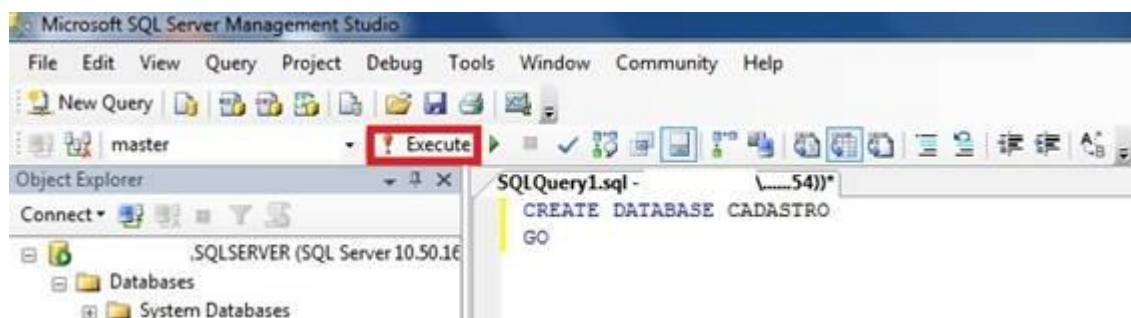 Microsoft SQL Server Management Studio
File Edit View Query Project Debug Tools Window Community Help
New Query
master Execute
Object Explorer
SQLQuery1.sql - \......54))*
Connect
CREATE DATABASE CADASTRO
GO
.SQLSERVER (SQL Server 10.50.16
Databases
System Databases